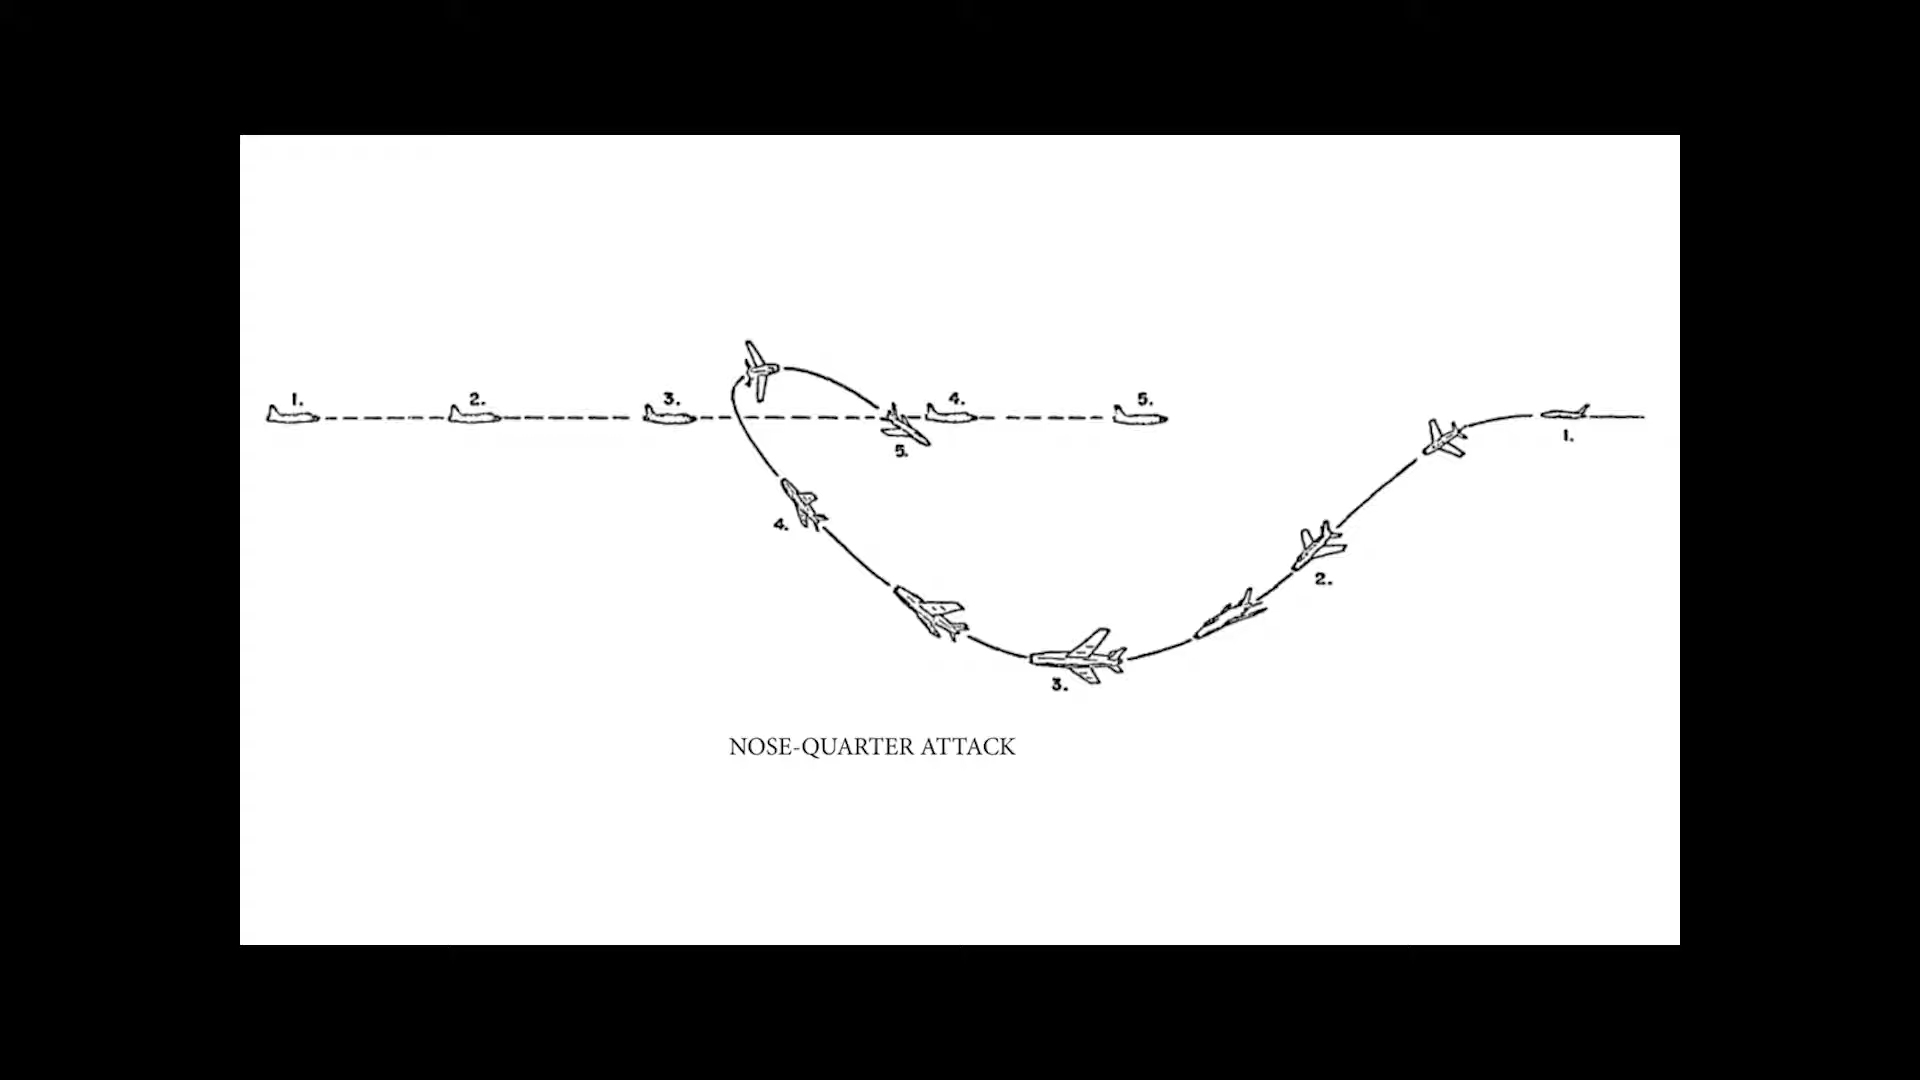 1. 2. 3. 4. 5.
5. 1.
4. 2.
3.
NOSE-QUARTER ATTACK